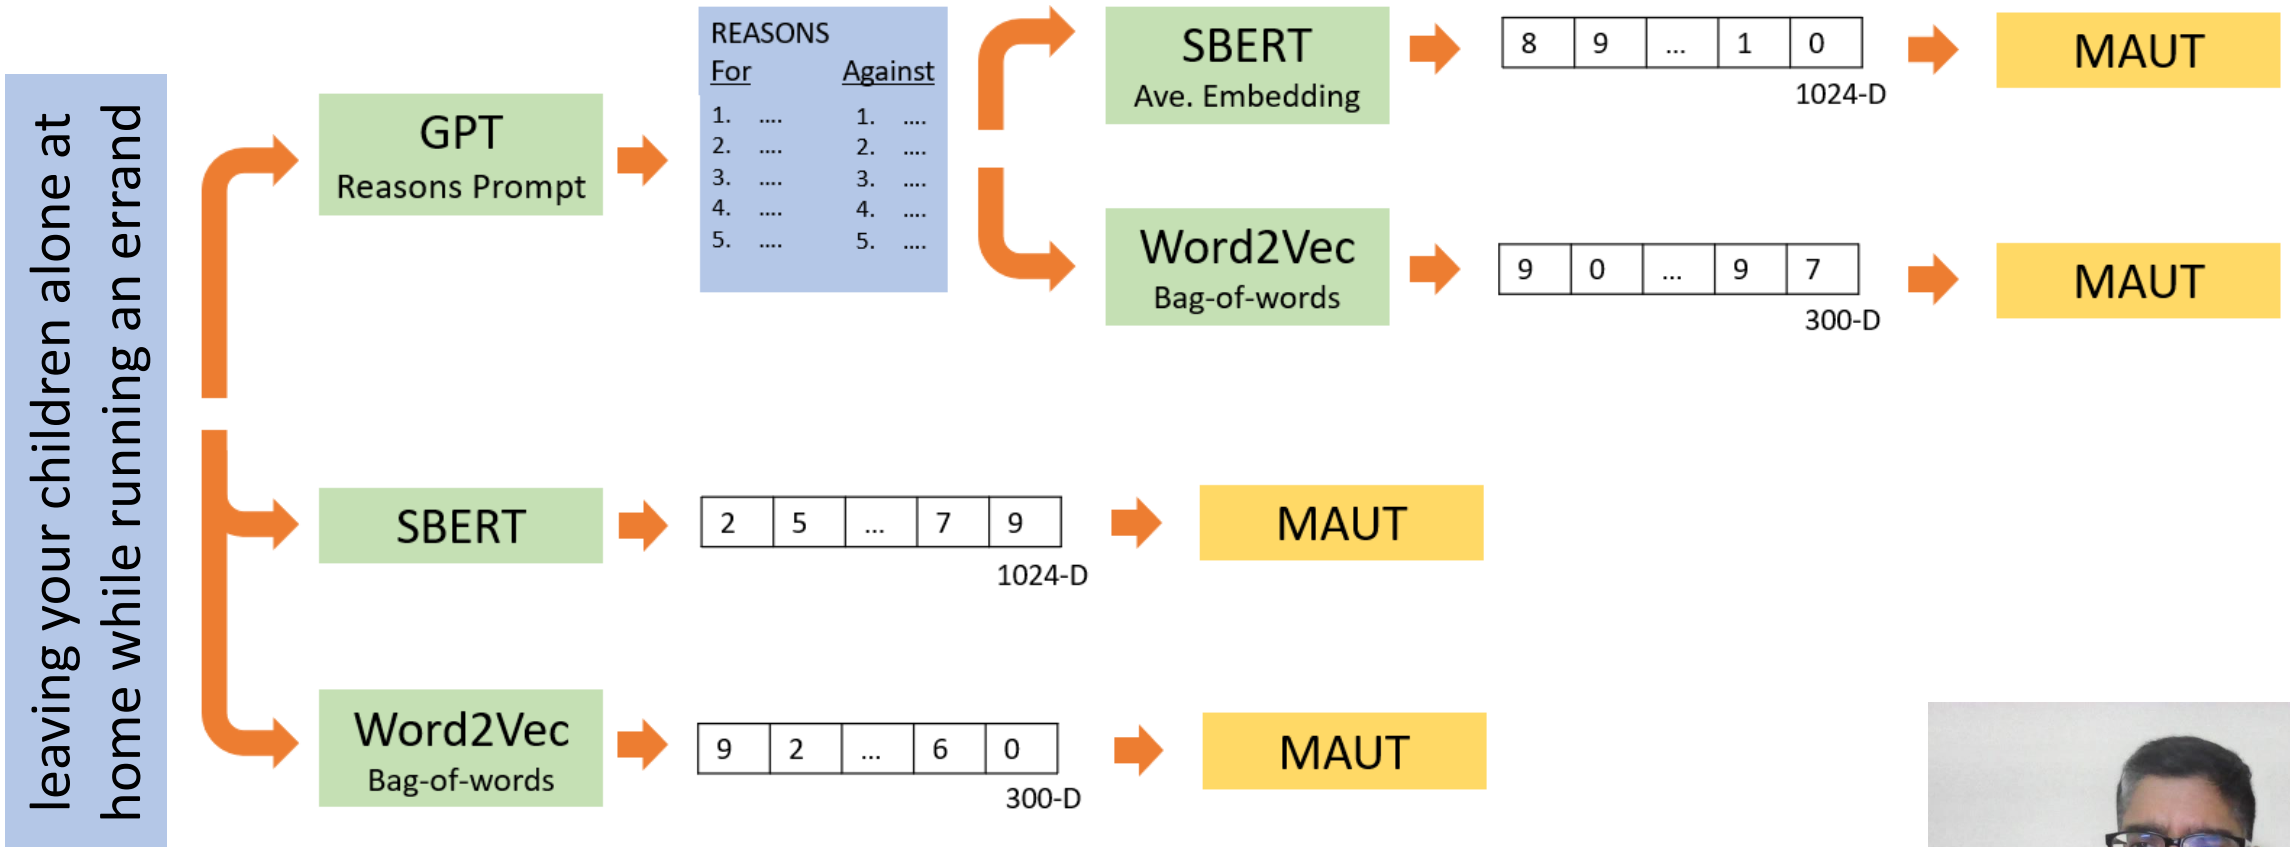 leaving your children alone at
home while running an errand
GPT
Reasons Prompt
REASONS
For Against
1. .... 1. ....
2. .... 2. ....
3. .... 3. ....
4. .... 4. ....
5. .... 5. ....
SBERT
Ave. Embedding
8 9 ... 1 0
1024-D
MAUT
Word2Vec
Bag-of-words
9 0 ... 9 7
300-D
MAUT
SBERT
2 5 ... 7 9
1024-D
MAUT
Word2Vec
Bag-of-words
9 2 ... 6 0
300-D
MAUT